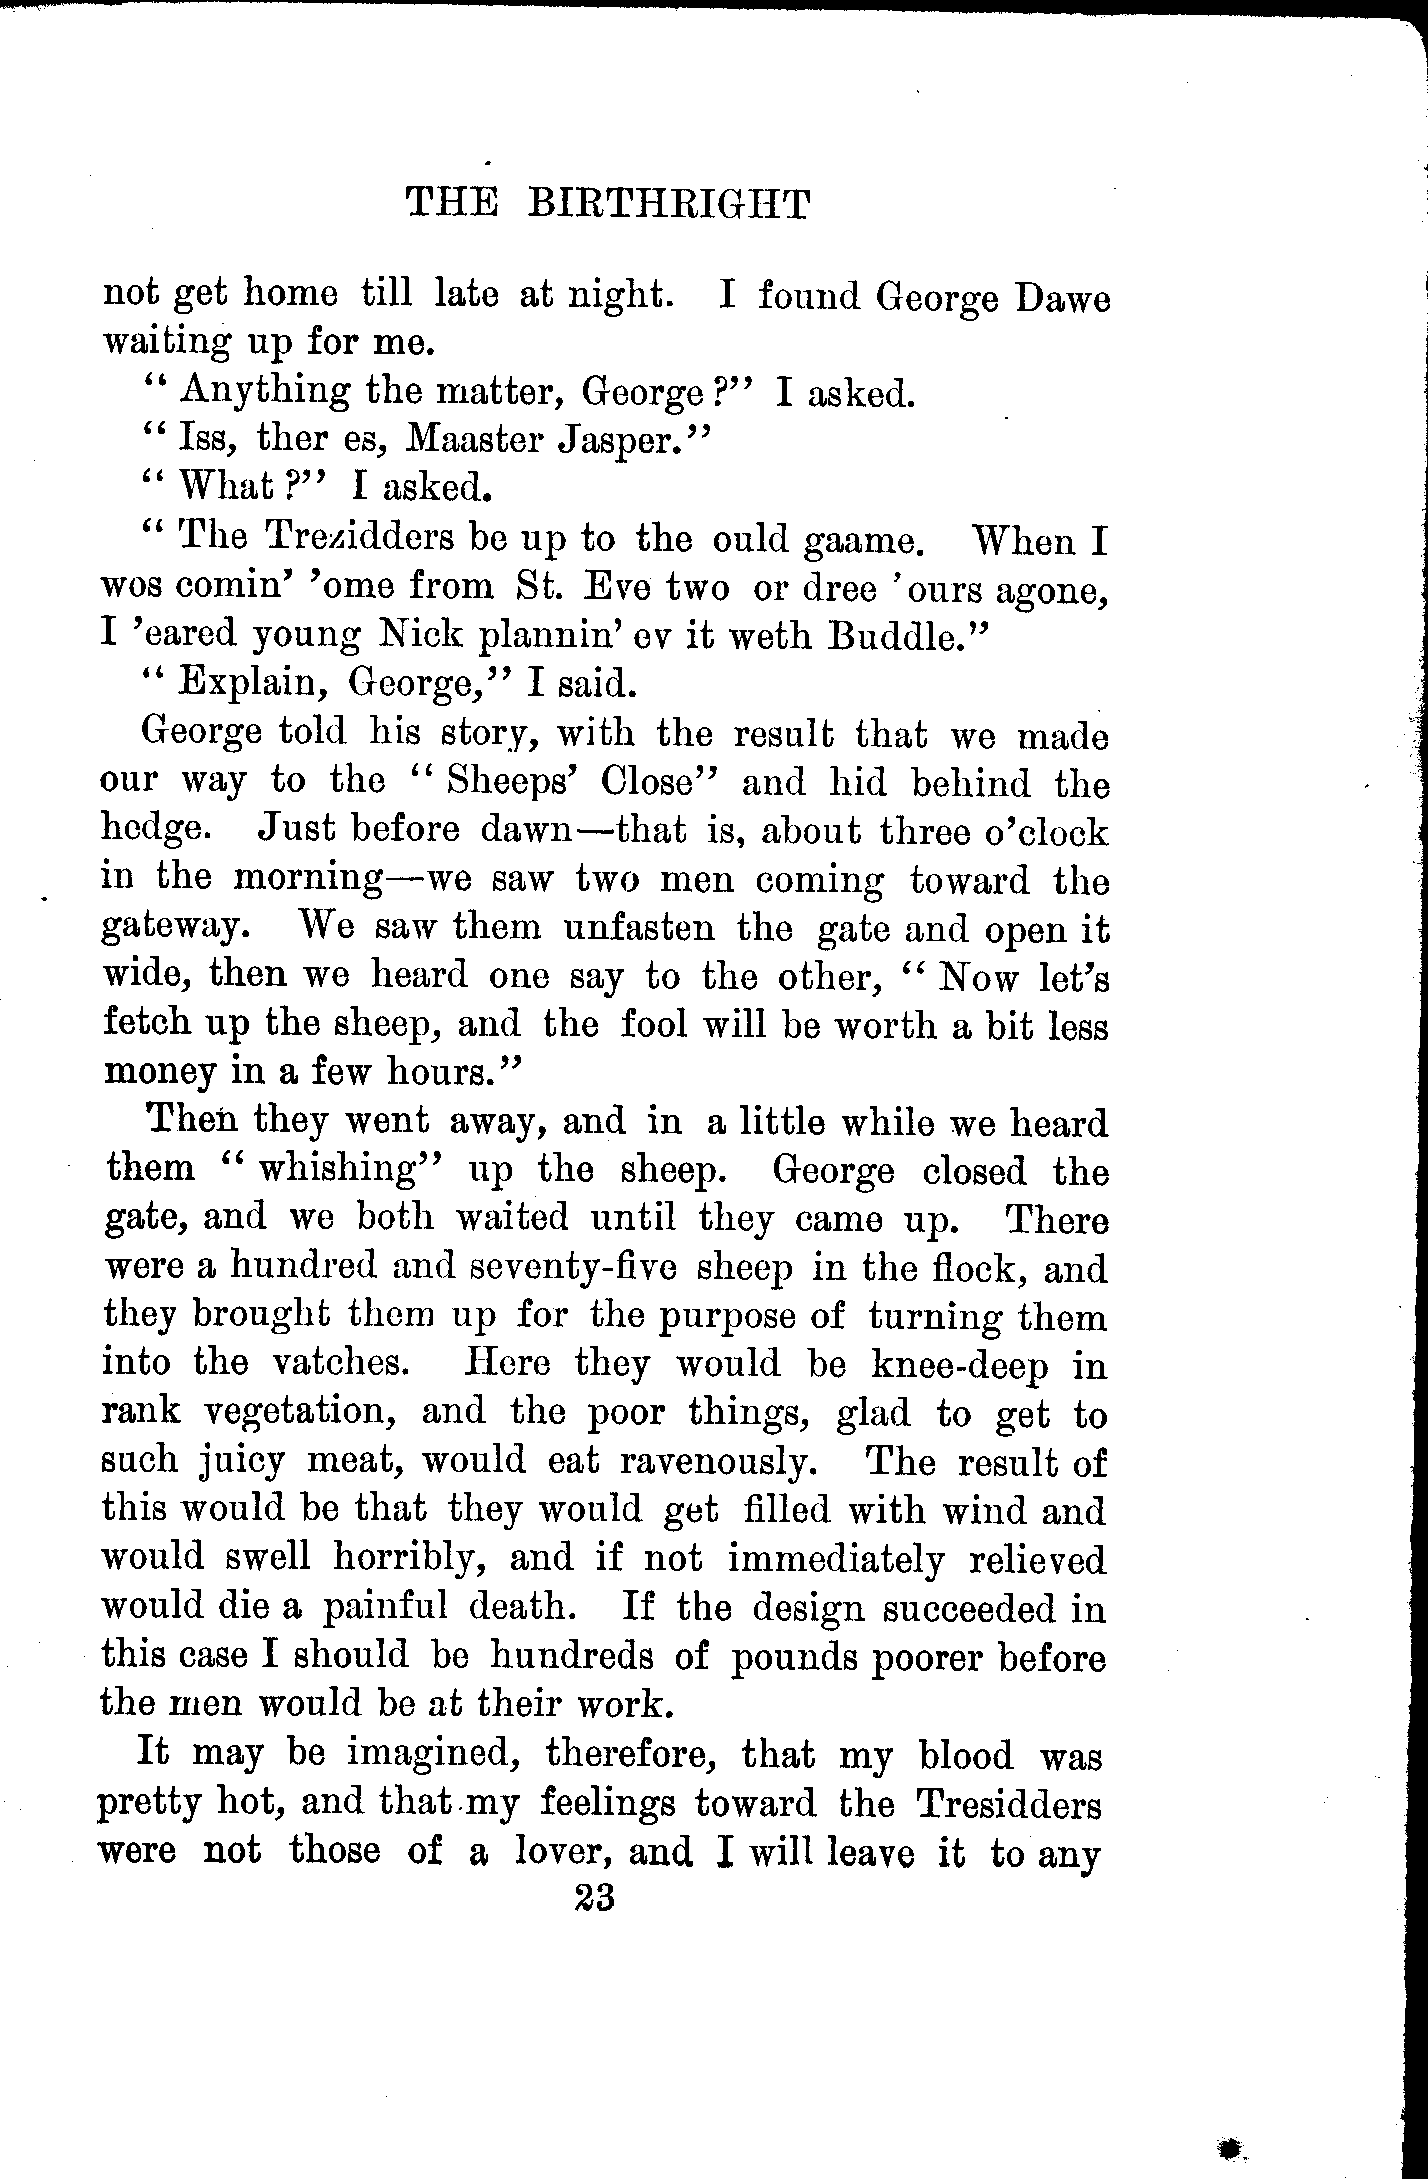 THE BIRTHRIGHT
not get home till late at night. I found George Dawe
waiting up for me.
“ Anything the matter, George ?” I asked.
“ Iss, ther es, Maaster Jasper.”
“ What ?” I asked.
“ The Trezidders be up to the ould gaame. When I
wos comin’ ’ome from St. Eve two or dree ’ours agone,
I ’eared young Nick plannin’ ov it weth Buddle.”
“ Explain, George,” I said.
George told his story, with the result that we made
our way to the “ Sheeps’ Close” and hid behind the
hedge. Just before dawn—that is, about three o’clock
in the morning—we saw two men coming toward the
gateway. We saw them unfasten the gate and open it
wide, then we heard one say to the other, “ Now let’s
fetch up the sheep, and the fool will be worth a bit less
money in a few hours.”
Then they went away, and in a little while we heard
them “ whishing” up the sheep. George closed the
gate, and we both waited until they came up. There
were a hundred and seventy-five sheep in the flock, and
they brought them up for the purpose of turning them
into the vatches. Here they would be knee-deep in
rank vegetation, and the poor things, glad to get to
such juicy meat, would eat ravenously. The result of
this would be that they would get filled with wind and
would swell horribly, and if not immediately relieved
would die a painful death. If the design succeeded in
this case I should be hundreds of pounds poorer before
the men would be at their work.
It may be imagined, therefore, that my blood was
pretty hot, and that my feelings toward the Tresidders
were not those of a lover, and I will leave it to any
23